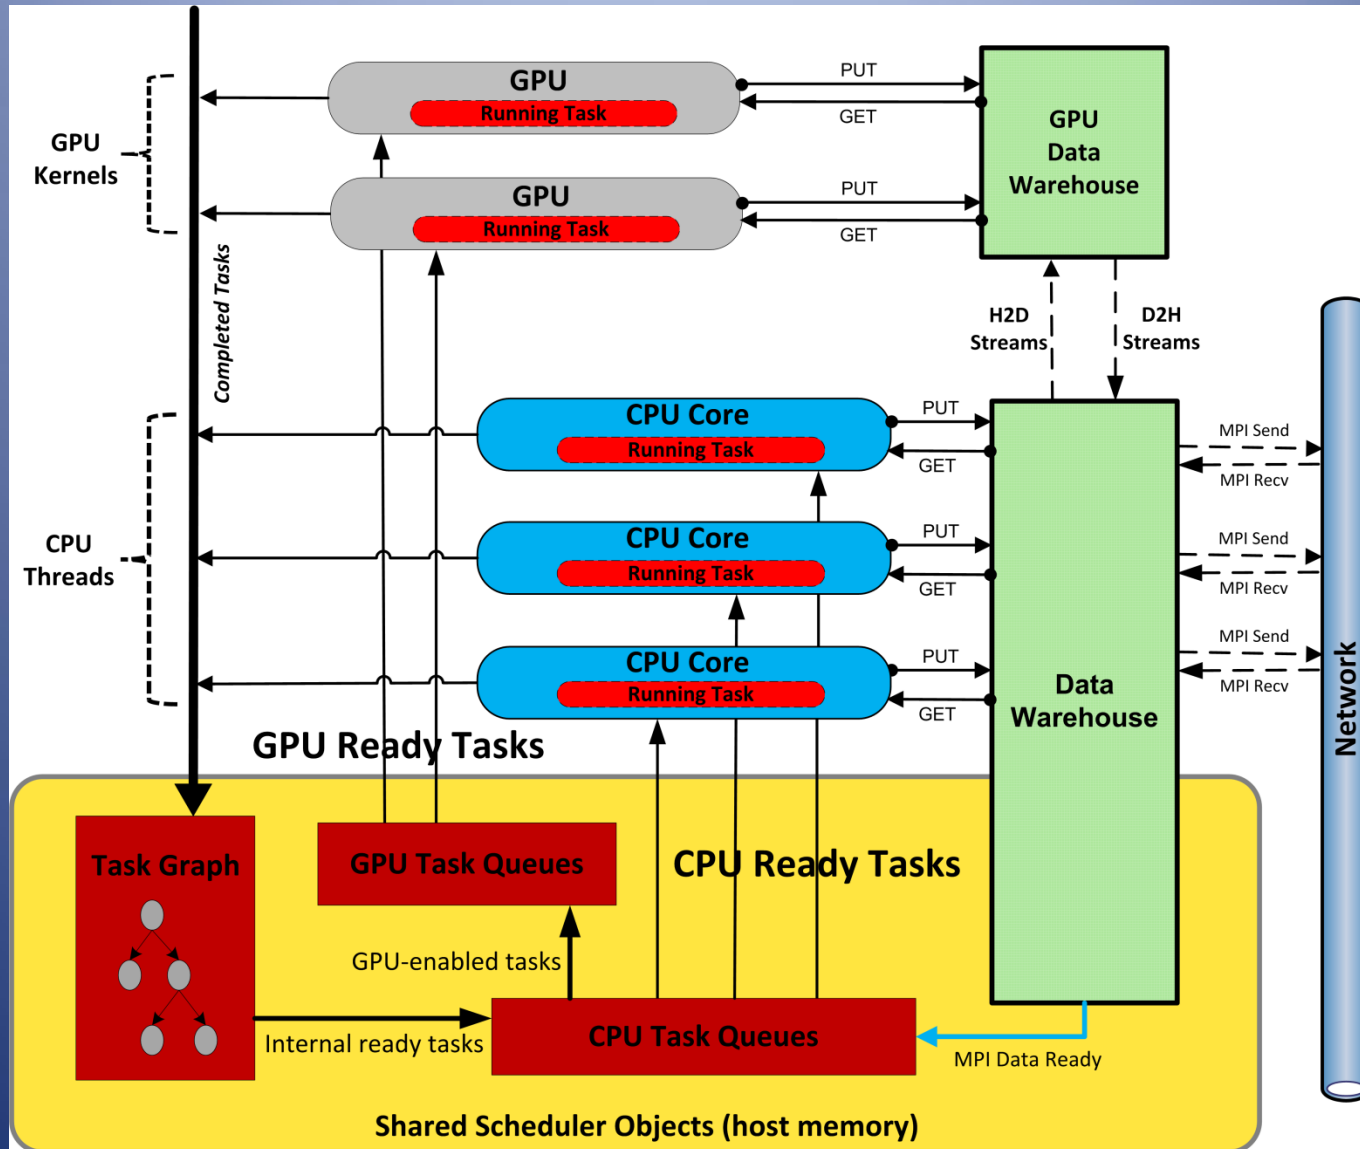 GPU
Running Task
PUT
GET
GPU
Data
Warehouse
GPU
Kernels
GPU
Running Task
PUT
GET
Completed Tasks
H2D
Streams
D2H
Streams
CPU Core
Running Task
PUT
GET
MPI Send
MPI Recv
CPU
Threads
CPU Core
Running Task
PUT
GET
MPI Send
MPI Recv
CPU Core
Running Task
PUT
GET
MPI Send
MPI Recv
Data
Warehouse
Network
GPU Ready Tasks
Task Graph
GPU Task Queues
CPU Ready Tasks
GPU-enabled tasks
Internal ready tasks
CPU Task Queues
MPI Data Ready
Shared Scheduler Objects (host memory)